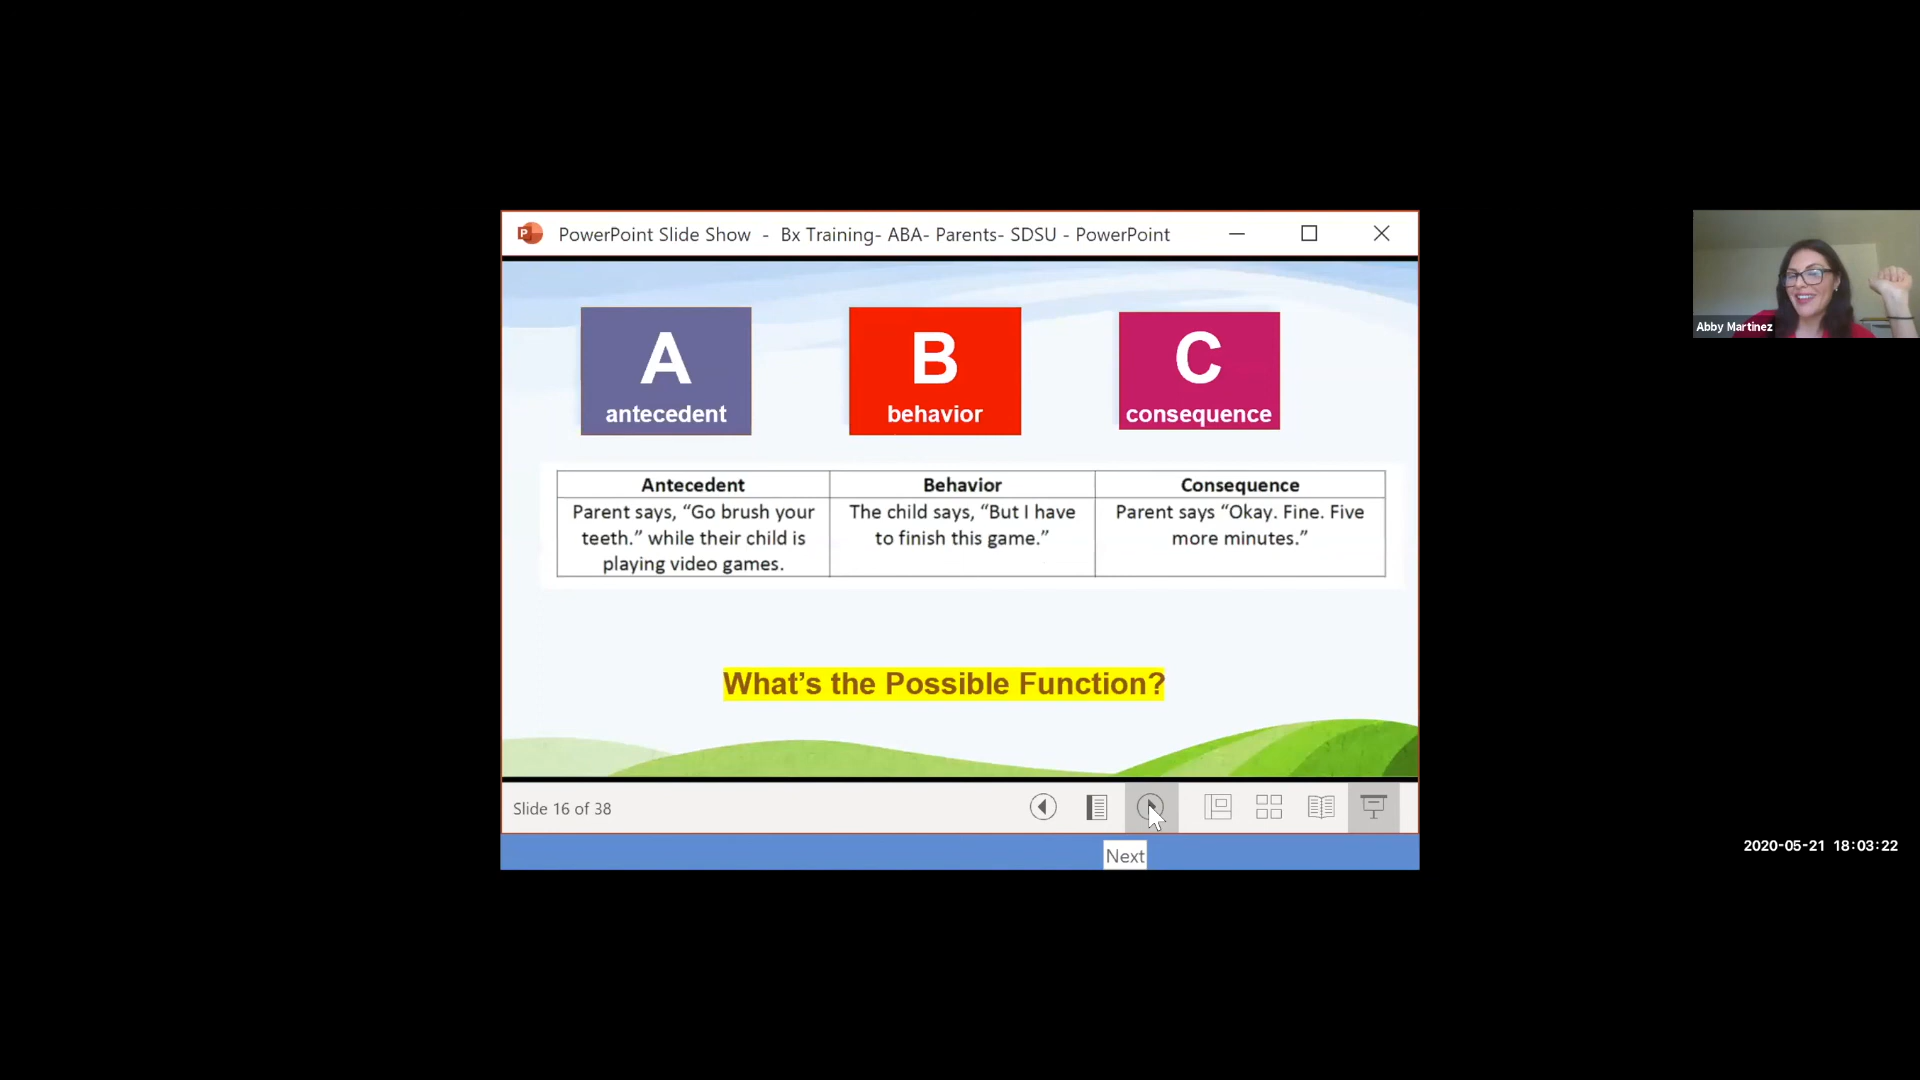 PowerPoint Slide Show - Bx Training- ABA- Parents- SDSU - PowerPoint
A
antecedent
B
behavior
C
consequence
Antecedent
Behavior
Consequence
Parent says, “Go brush your
teeth.” while their child is
playing video games.
The child says, “But I have
to finish this game.”
Parent says “Okay. Fine. Five
more minutes.”
What’s the Possible Function?
Slide 16 of 38
Next
Abby Martinez
2020-05-21 18:03:22